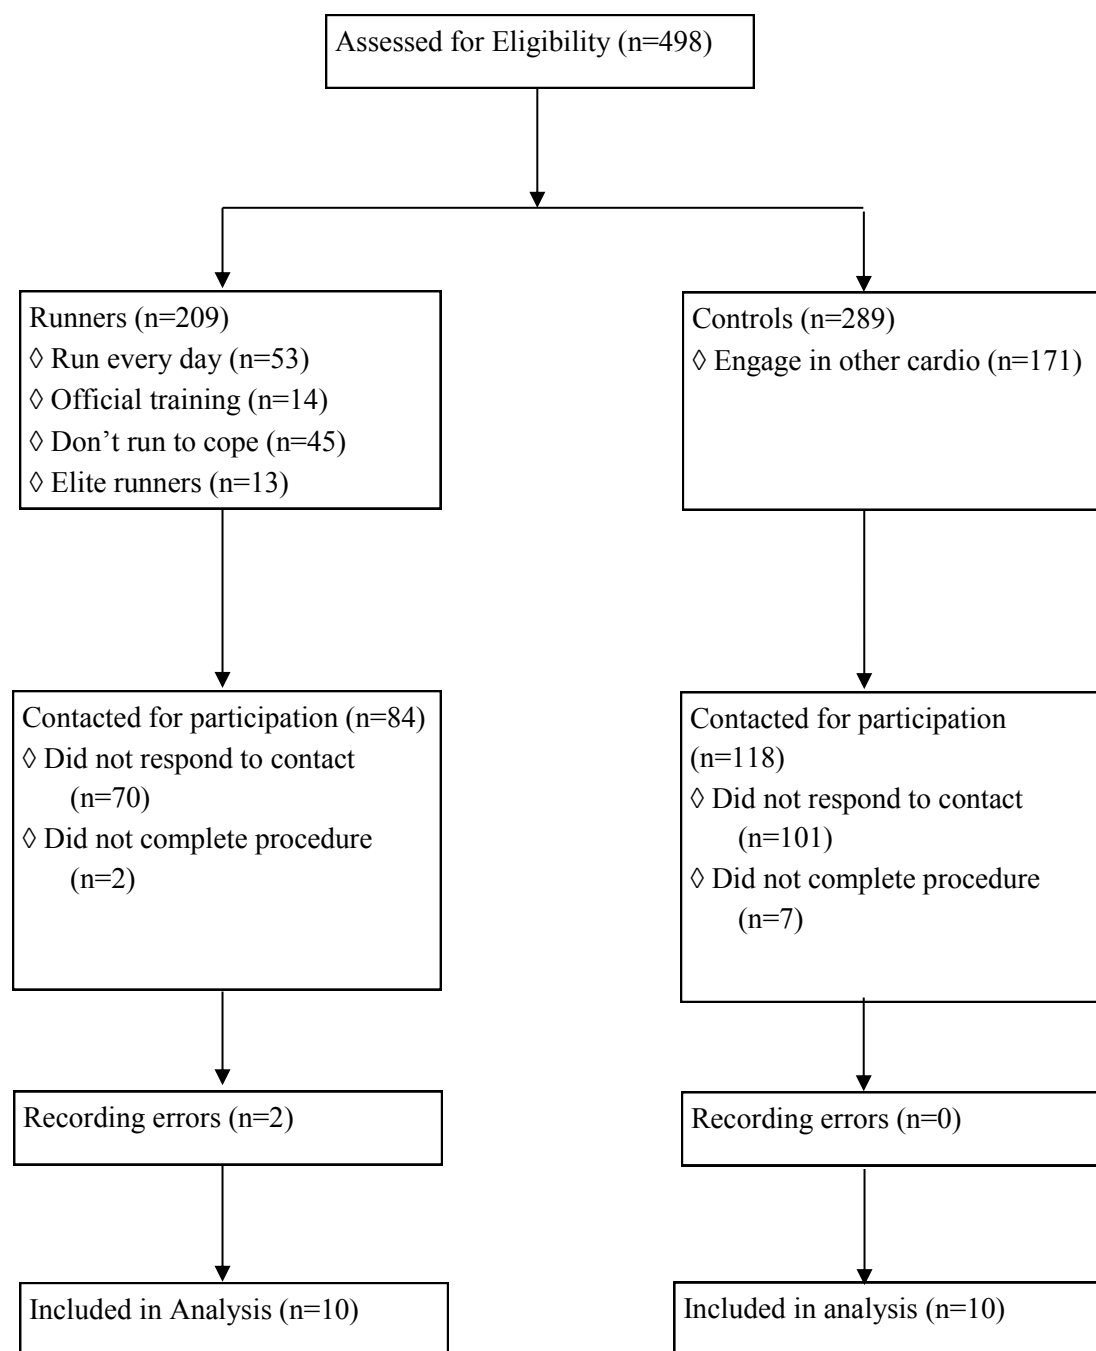 Assessed for Eligibility (n=498)
Runners (n=209)
◊ Run every day (n=53)
◊ Official training (n=14)
◊ Don’t run to cope (n=45)
◊ Elite runners (n=13)
Controls (n=289)
◊ Engage in other cardio (n=171)
Contacted for participation (n=84)
◊ Did not respond to contact
(n=70)
◊ Did not complete procedure
(n=2)
Contacted for participation
(n=118)
◊ Did not respond to contact
(n=101)
◊ Did not complete procedure
(n=7)
Recording errors (n=2)
Recording errors (n=0)
Included in Analysis (n=10)
Included in analysis (n=10)